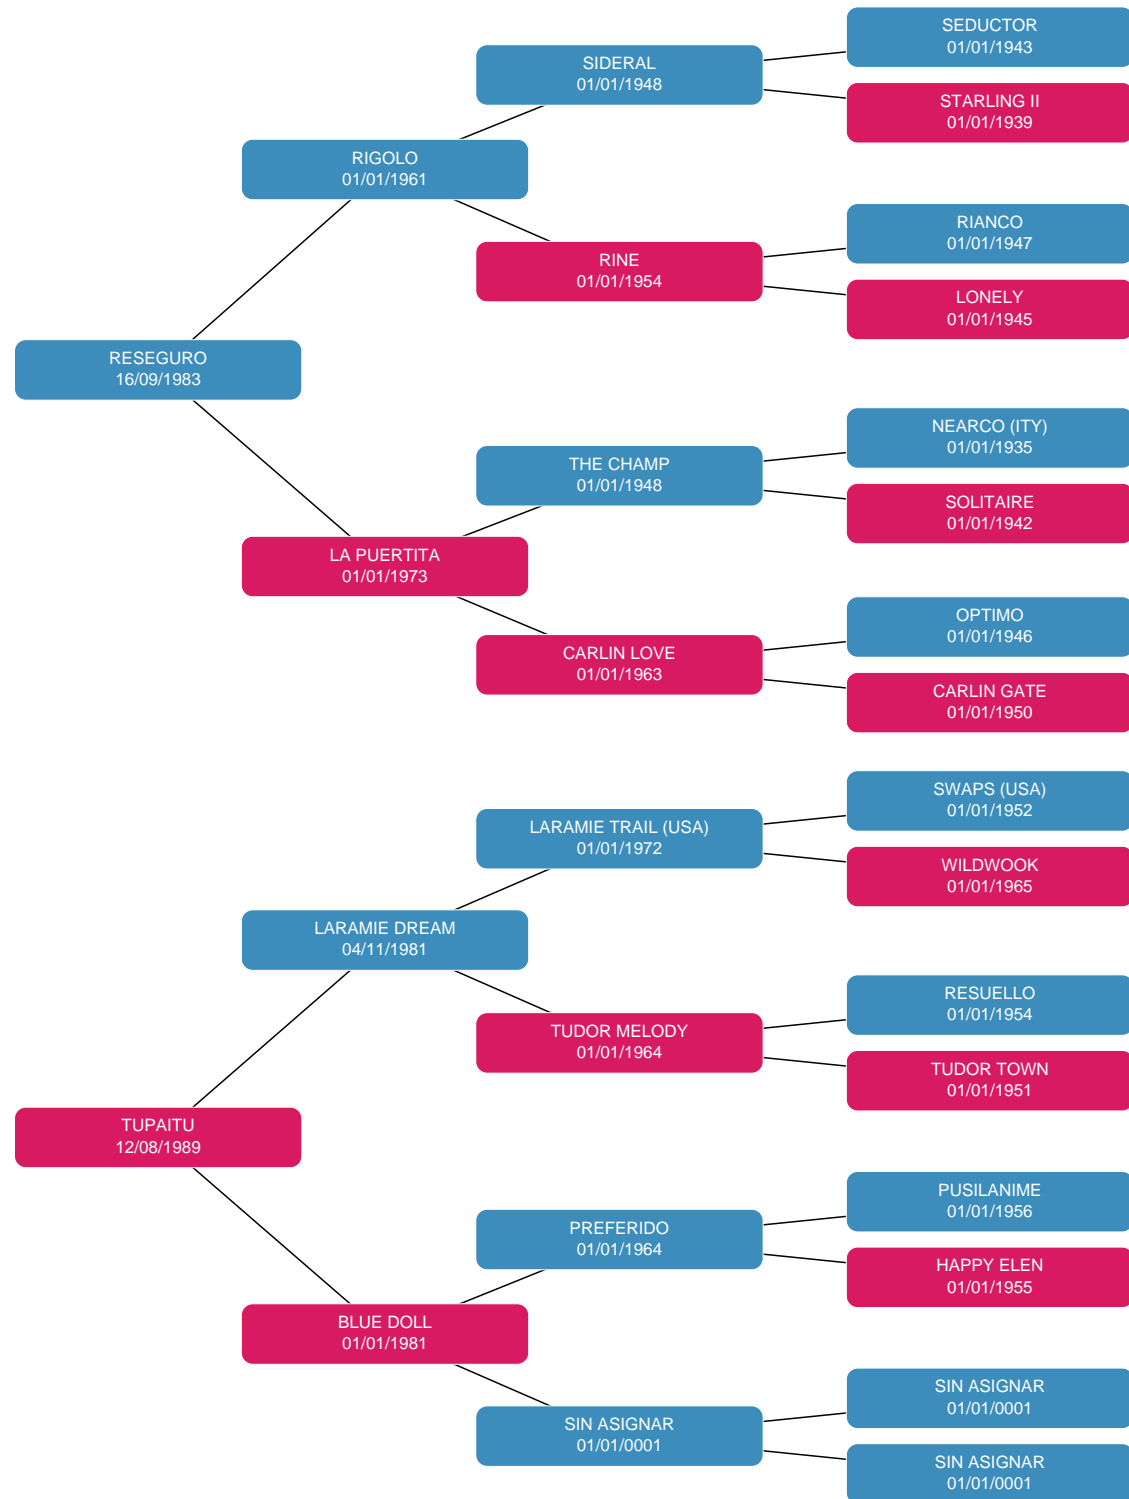 SEDUCTOR
01/01/1943
SIDERAL
01/01/1948
STARLING II
01/01/1939
RIGOLO
01/01/1961
RIANCO
01/01/1947
RINE
01/01/1954
LONELY
01/01/1945
RESEGURO
16/09/1983
NEARCO (ITY)
01/01/1935
THE CHAMP
01/01/1948
SOLITAIRE
01/01/1942
LA PUERTITA
01/01/1973
OPTIMO
01/01/1946
CARLIN LOVE
01/01/1963
CARLIN GATE
01/01/1950
SWAPS (USA)
01/01/1952
LARAMIE TRAIL (USA)
01/01/1972
WILDWOOK
01/01/1965
LARAMIE DREAM
04/11/1981
RESUELLO
01/01/1954
TUDOR MELODY
01/01/1964
TUDOR TOWN
01/01/1951
TUPAITU
12/08/1989
PUSILANIME
01/01/1956
PREFERIDO
01/01/1964
HAPPY ELEN
01/01/1955
BLUE DOLL
01/01/1981
SIN ASIGNAR
01/01/0001
SIN ASIGNAR
01/01/0001
SIN ASIGNAR
01/01/0001